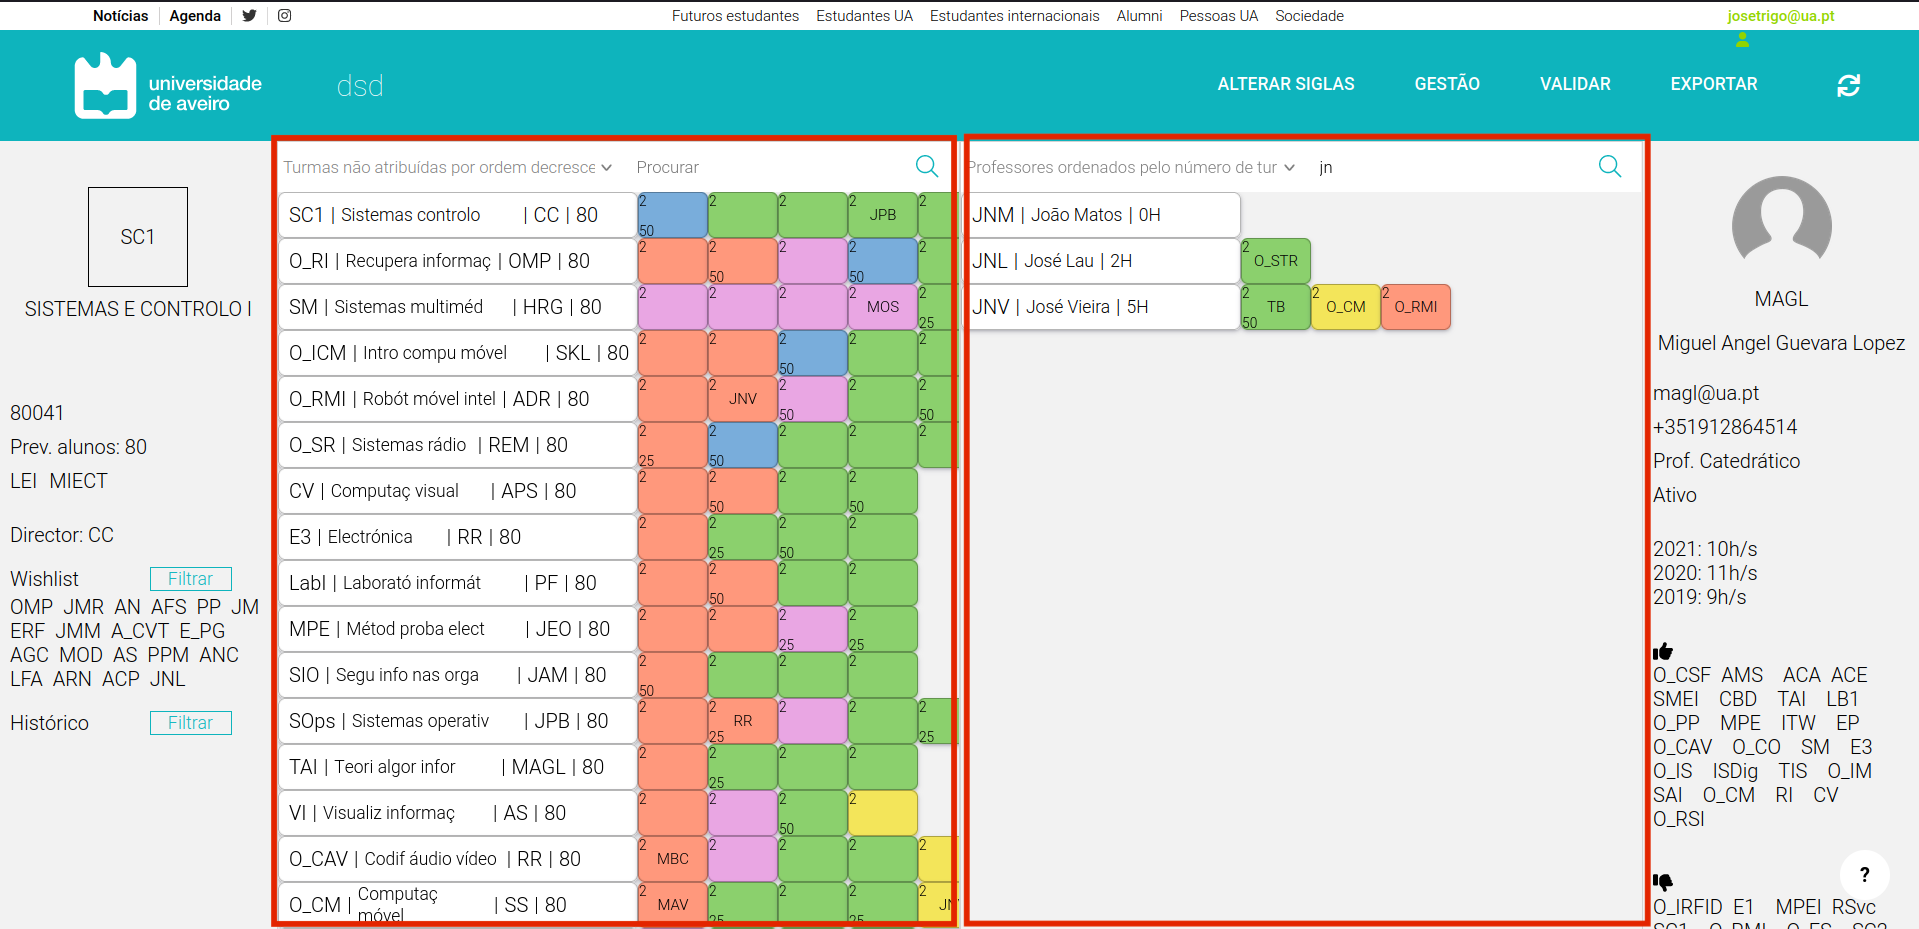 Notícias Agenda
Futuros estudantes Estudantes UA Estudantes internacionais Alumni Pessoas UA Sociedade
josetrigo@ua.pt
universidade
de aveiro
dsd
ALTERAR SIGLAS GESTÃO VALIDAR EXPORTAR
SC1
SISTEMAS E CONTROLO I
80041
Prev. alunos: 80
LEI MIECT
Director: CC
Wishlist Filtrar
OMP JMR AN AFS PP JM
ERF JMM A_CVT E_PG
AGC MOD AS PPM ANC
LFA ARN ACP JNL
Histórico Filtrar
Turmas não atribuídas por ordem decresce Procurar
SC1 | Sistemas controlo | CC | 80 2 50 2 2 2 JPB 2
O_RI | Recupera informaç | OMP | 80 2 2 50 2 2 50 2
SM | Sistemas multiméd | HRG | 80 2 2 2 2 MOS 2 25
O_ICM | Intro compu móvel | SKL | 80 2 2 2 50 2 2
O_RMI | Robót móvel intel | ADR | 80 2 2 JNV 2 50 2 2 50
O_SR | Sistemas rádio | REM | 80 2 25 2 50 2 2 2
CV | Computaç visual | APS | 80 2 2 50 2 2 50
E3 | Electrónica | RR | 80 2 2 25 2 50 2
LabI | Laborató informát | PF | 80 2 2 50 2 2
MPE | Métod proba elect | JEO | 80 2 2 2 25 2 25
SIO | Segu info nas orga | JAM | 80 2 50 2 2 2
SOps | Sistemas operativ | JPB | 80 2 2 RR 25 2 2 2 25
TAI | Teori algor infor | MAGL | 80 2 2 25 2 2
VI | Visualiz informaç | AS | 80 2 2 2 50 2
O_CAV | Codif áudio vídeo | RR | 80 2 MBC 2 2 2 2
O_CM | Computaç móvel | SS | 80 2 MAV 2 25 2 2 25 2
Professores ordenados pelo número de tur jn
JNM | João Matos | 0H
JNL | José Lau | 2H 2 O_STR
JNV | José Vieira | 5H 2 TB 50 2 O_CM 2 O_RMI
MAGL
Miguel Angel Guevara Lopez
magl@ua.pt
+351912864514
Prof. Catedrático
Ativo
2021: 10h/s
2020: 11h/s
2019: 9h/s
O_CSF AMS ACA ACE
SMEI CBD TAI LB1
O_PP MPE ITW EP
O_CAV O_CO SM E3
O_IS ISDig TIS O_IM
SAI O_CM RI CV
O_RSI
?
O_IRFID E1 MPEI RSvc